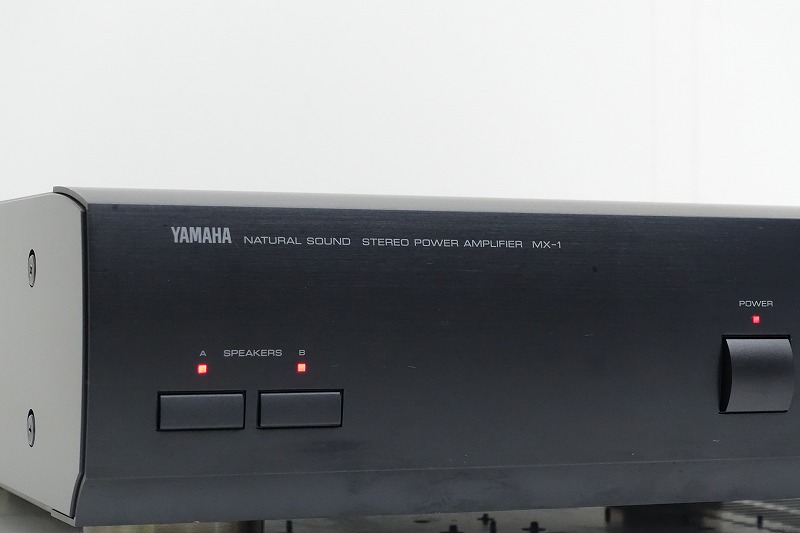 YAMAHA NATURAL SOUND STEREO POWER AMPLIFIER MX-1
POWER
A SPEAKERS B